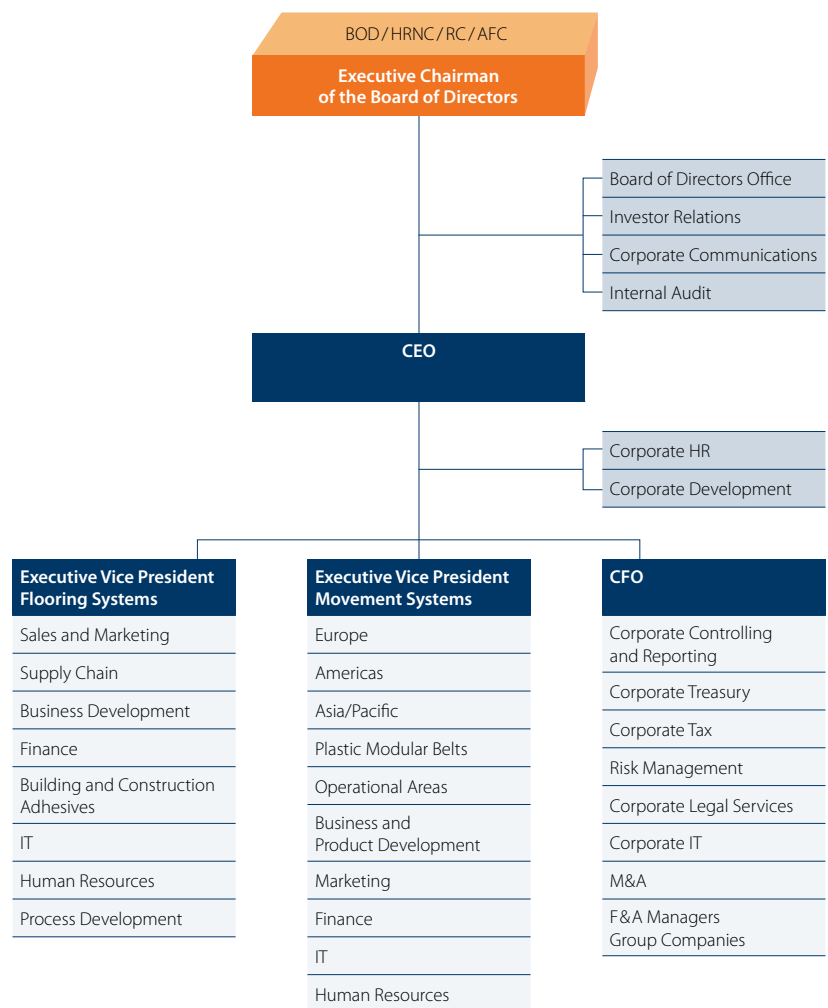 BOD / HRNC / RC / AFC
Executive Chairman
of the Board of Directors
Board of Directors Office
Investor Relations
Corporate Communications
Internal Audit
CEO
Corporate HR
Corporate Development
Executive Vice President
Flooring Systems
Sales and Marketing
Supply Chain
Business Development
Finance
Building and Construction
Adhesives
IT
Human Resources
Process Development
Executive Vice President
Movement Systems
Europe
Americas
Asia/Pacific
Plastic Modular Belts
Operational Areas
Business and
Product Development
Marketing
Finance
IT
Human Resources
CFO
Corporate Controlling
and Reporting
Corporate Treasury
Corporate Tax
Risk Management
Corporate Legal Services
Corporate IT
M&A
F&A Managers
Group Companies